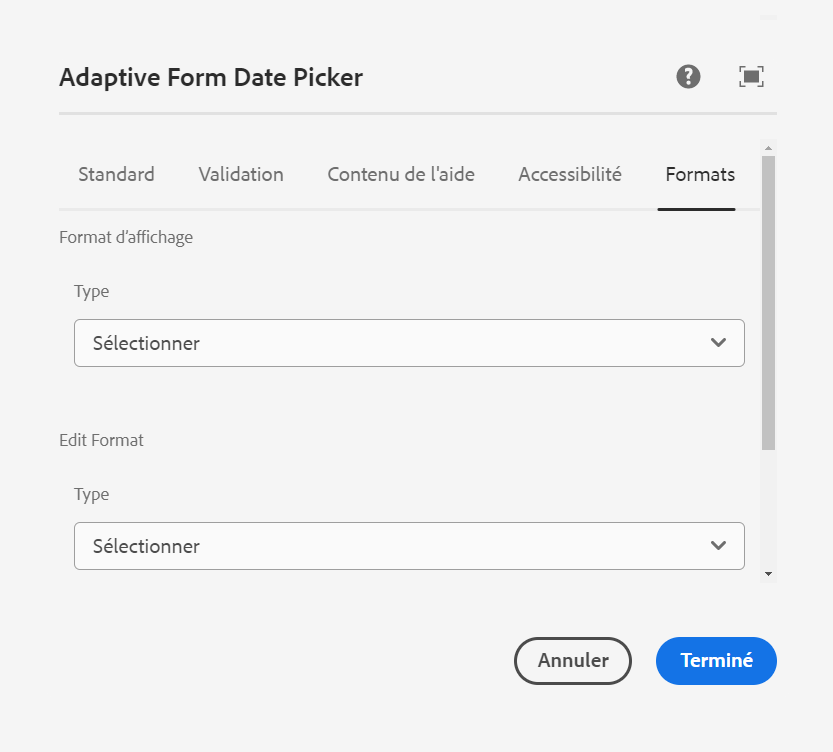 Adaptive Form Date Picker
Standard Validation Contenu de l'aide Accessibilité Formats
Format d’affichage
Type
Sélectionner
Edit Format
Type
Sélectionner
Annuler Terminé